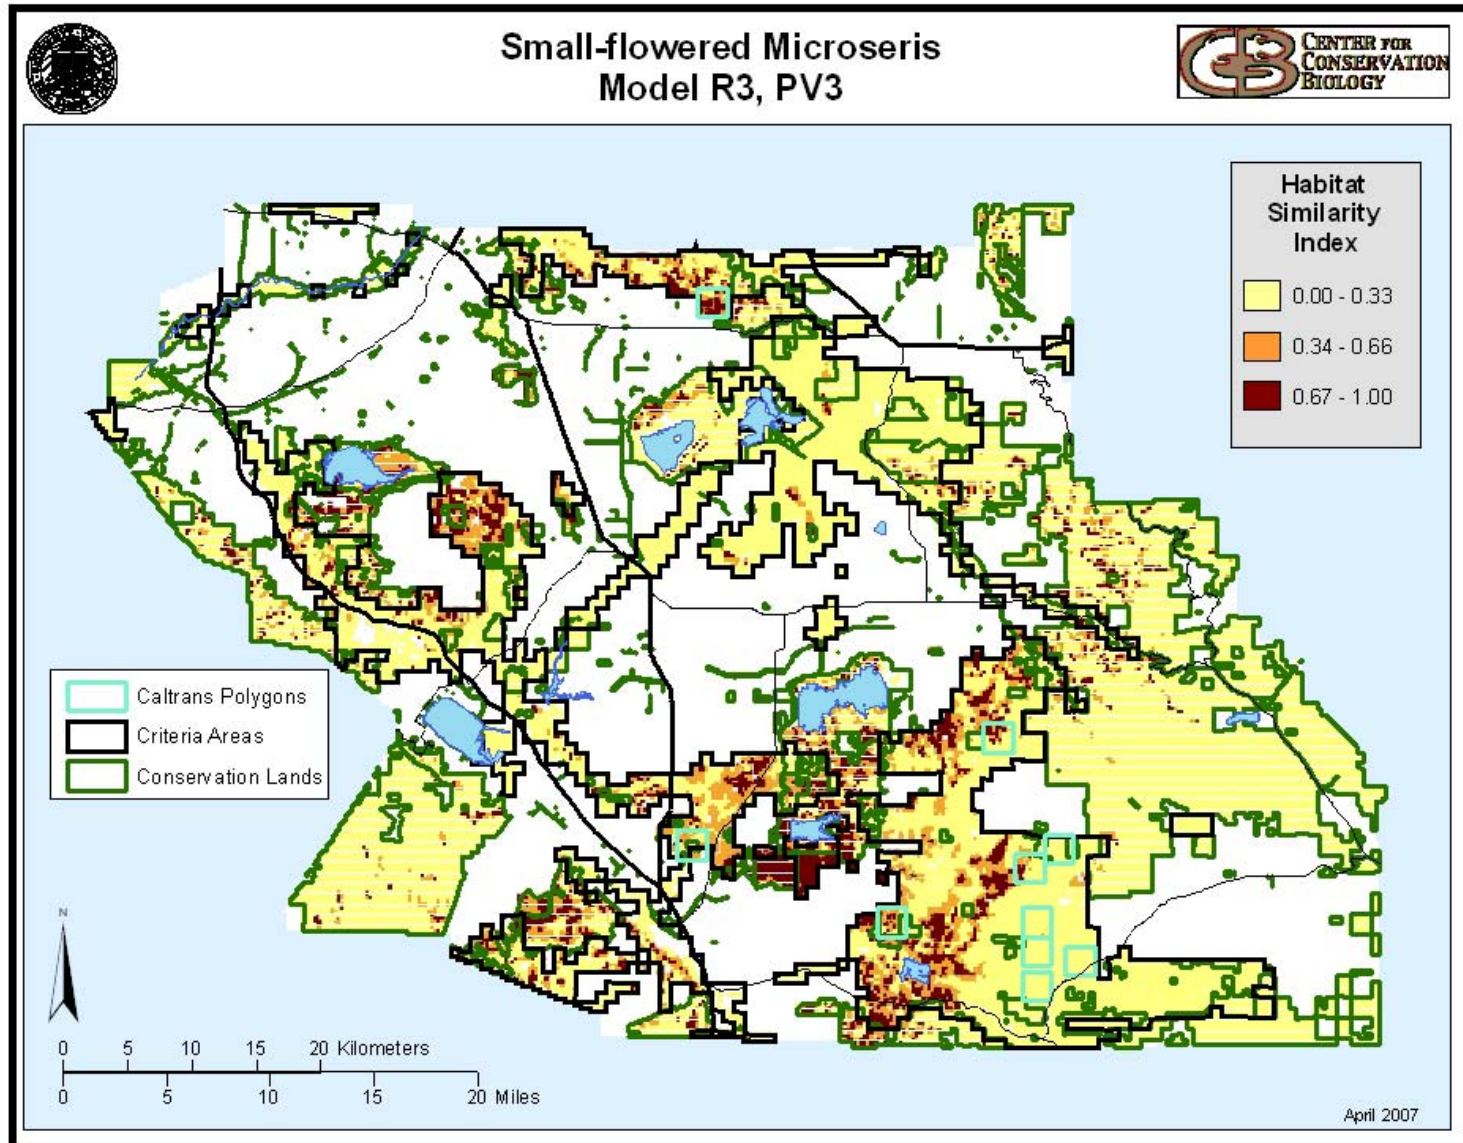 Small-flowered Microseris
Model R3, PV3
CENTER FOR
CONSERVATION
BIOLOGY
Habitat
Similarity
Index
0.00 - 0.33
0.34 - 0.66
0.67 - 1.00
Caltrans Polygons
Criteria Areas
Conservation Lands
N
0 5 10 15 20 Kilometers
0 5 10 15 20 Miles
April 2007